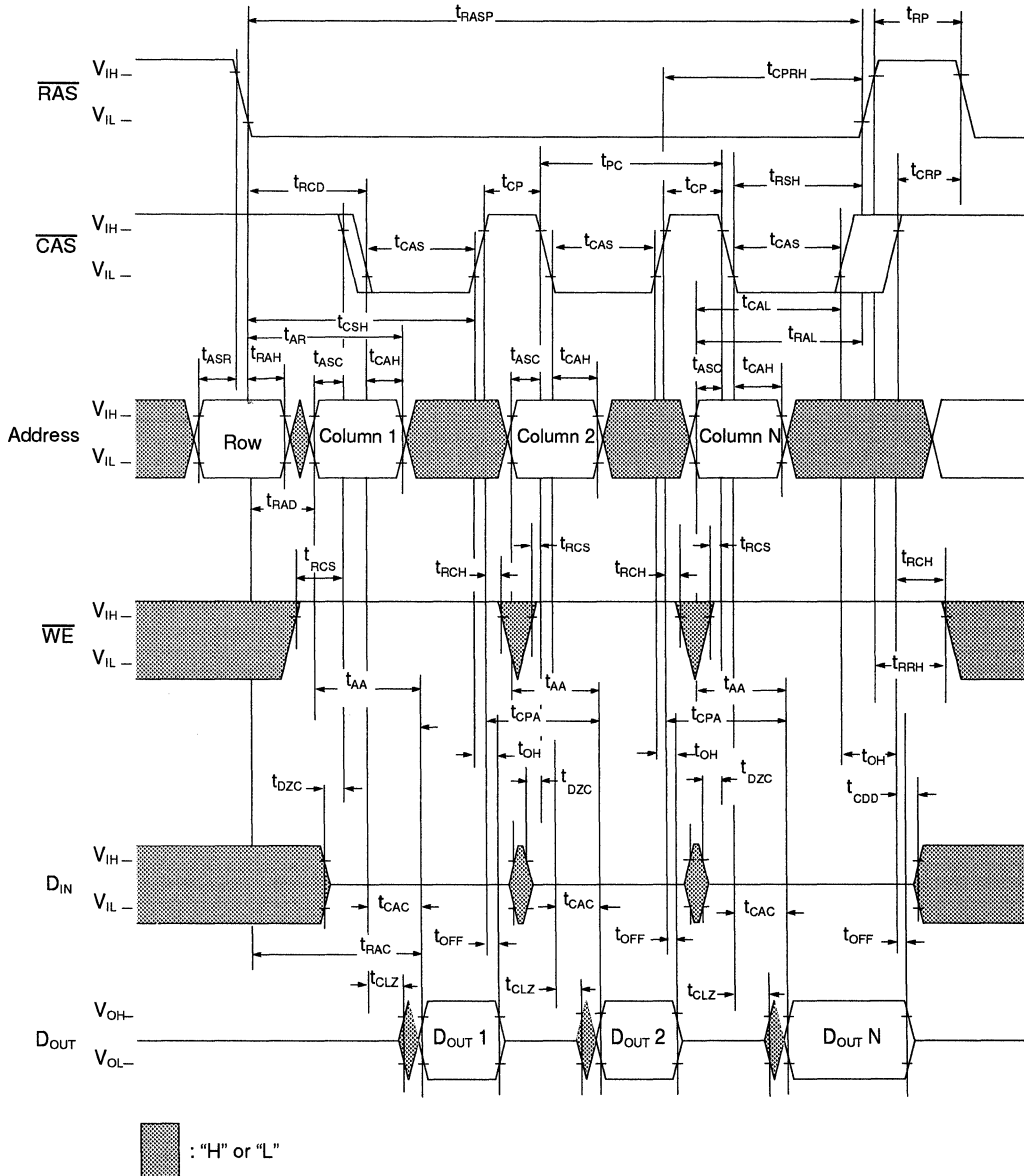 tRASP
tRP
VIH
RAS
VIL
tCPRH
tRCD
tCP
tPC
tCP
tRSH
tCRP
VIH
CAS
VIL
tCAS
tCAS
tCAS
tCSH
tCAL
tAR
tRAL
tASR
tRAH
tASC
tCAH
tASC
tCAH
tASC
tCAH
VIH
Address
VIL
Row
Column 1
Column 2
Column N
tRAD
tRCS
tRCH
tRCS
tRCH
tRCS
tRCH
VIH
WE
VIL
tRRH
tAA
tAA
tAA
tCPA
tCPA
tOH
tOH
tOH
tDZC
tDZC
tDZC
tCDD
VIH
DIN
VIL
tCAC
tCAC
tCAC
tRAC
tOFF
tOFF
tOFF
tCLZ
tCLZ
tCLZ
VOH
DOUT
VOL
DOUT 1
DOUT 2
DOUT N
: “H” or “L”